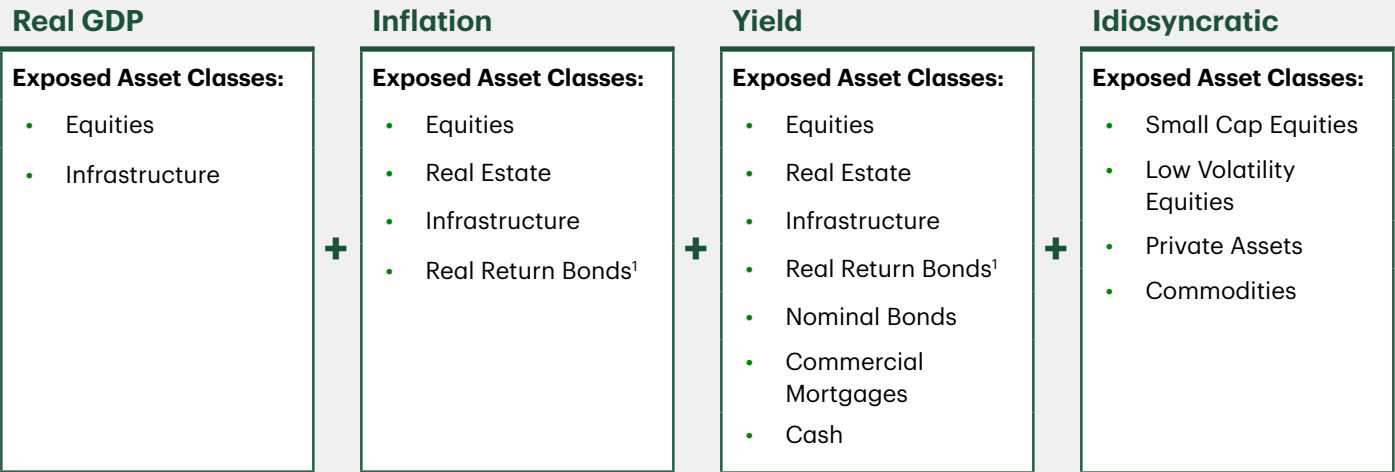 Real GDP
Exposed Asset Classes:
• Equities
• Infrastructure
+
Inflation
Exposed Asset Classes:
• Equities
• Real Estate
• Infrastructure
• Real Return Bonds¹
+
Yield
Exposed Asset Classes:
• Equities
• Real Estate
• Infrastructure
• Real Return Bonds¹
• Nominal Bonds
• Commercial
Mortgages
• Cash
+
Idiosyncratic
Exposed Asset Classes:
• Small Cap Equities
• Low Volatility
Equities
• Private Assets
• Commodities